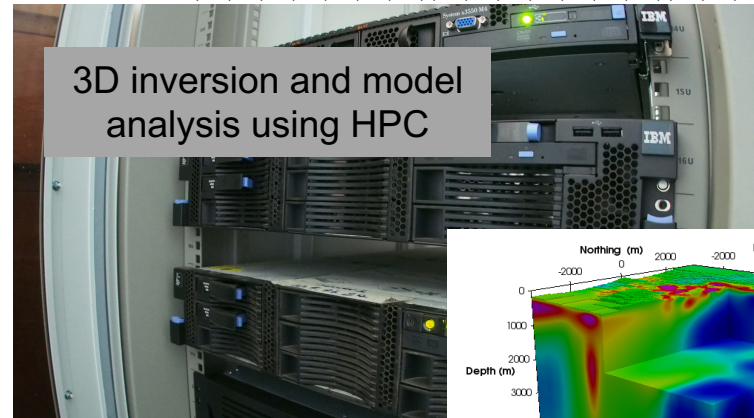 System x3550 M4
IBM
14U
15U
3D inversion and model
analysis using HPC
IBM
16U
Northing (m)
-2000
0
2000
-2000
0
1000
2000
Depth (m)
3000